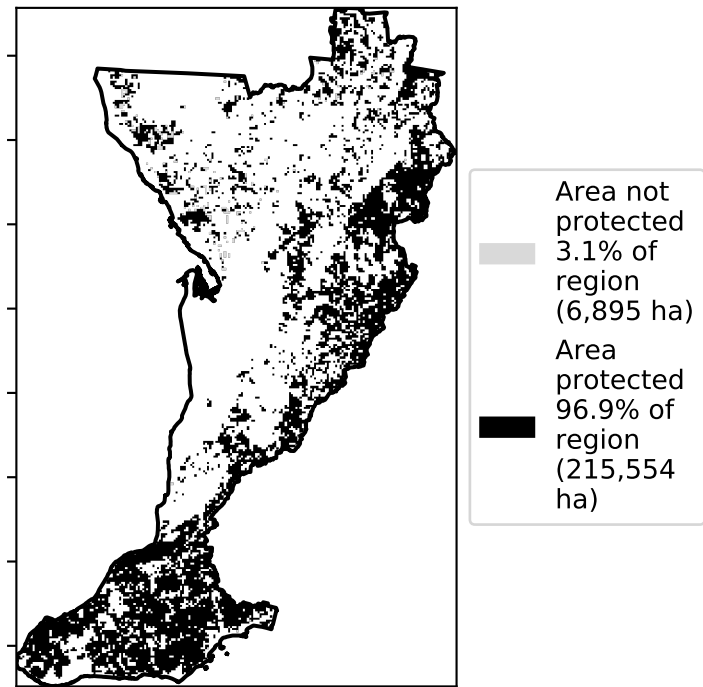 Area not
protected
3.1% of
region
(6,895 ha)
Area
protected
96.9% of
region
(215,554
ha)